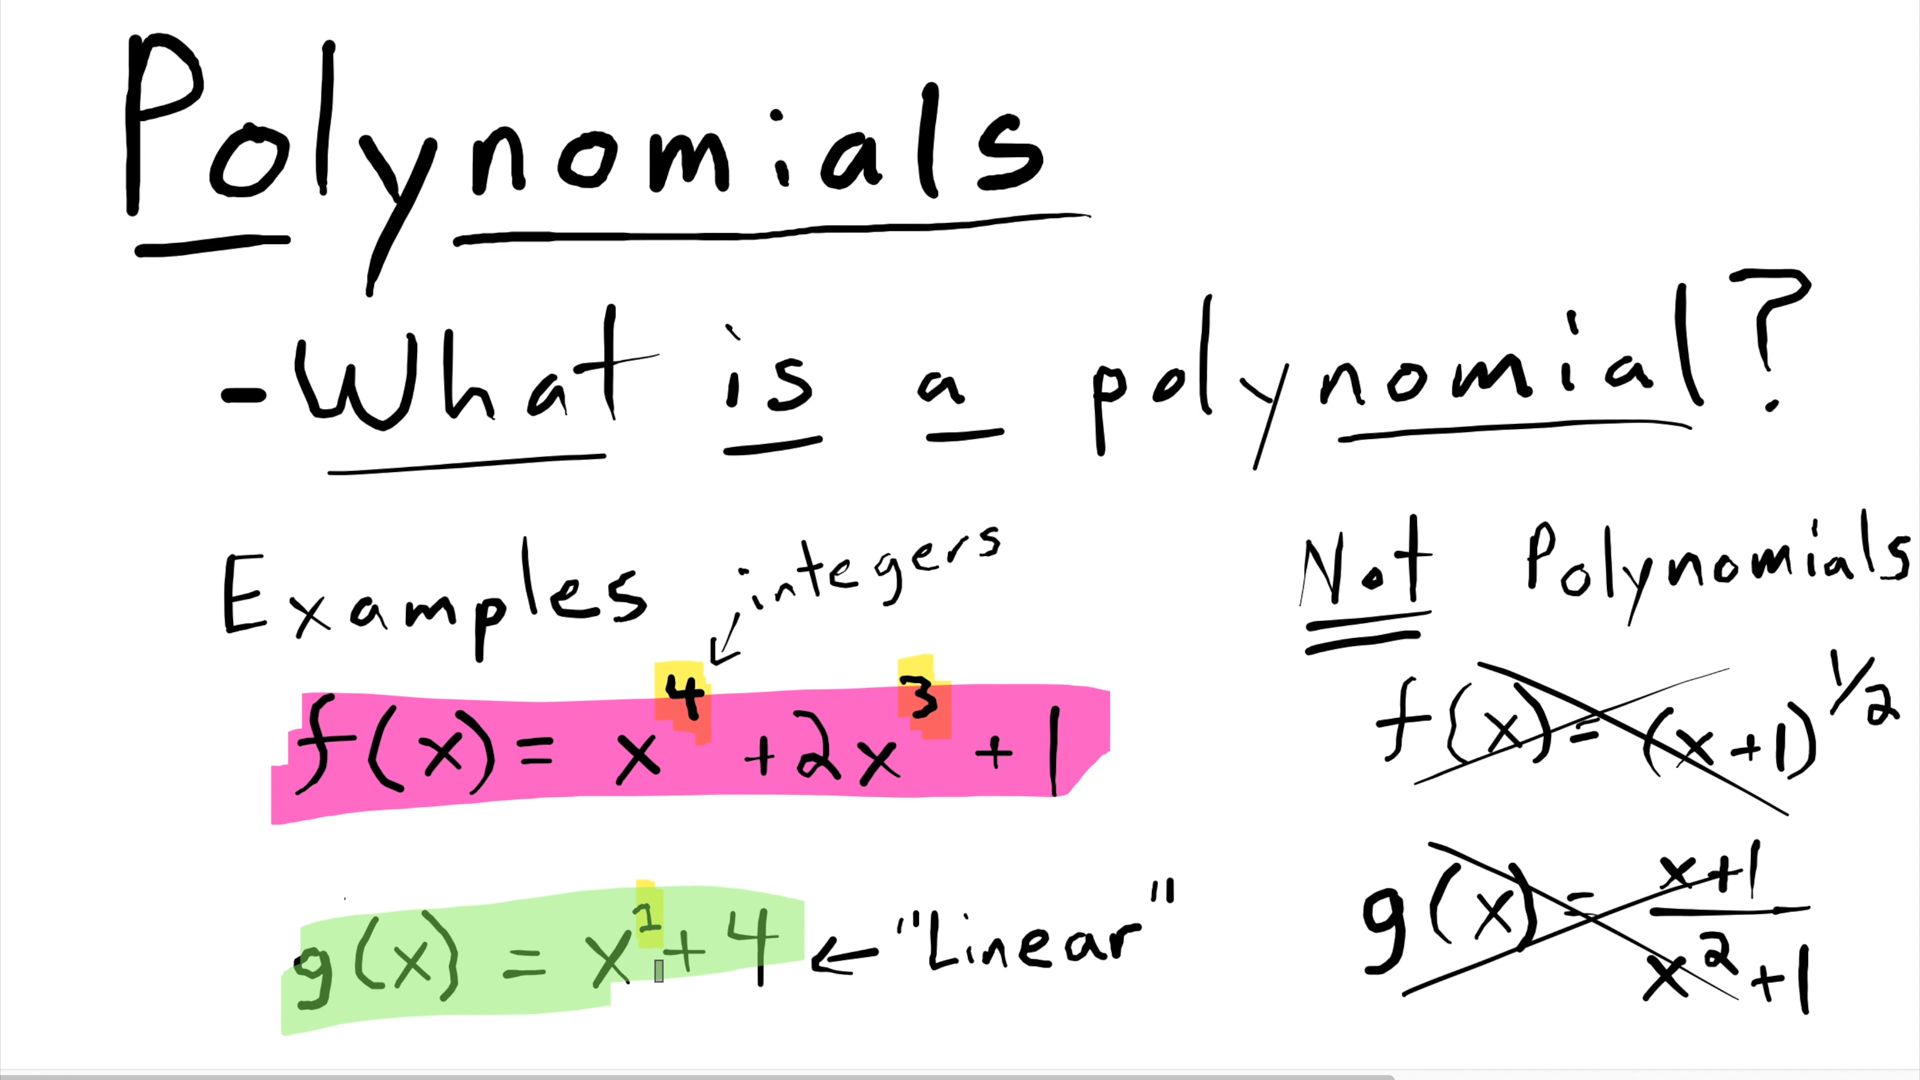 Polynomials
- What is a polynomial?
Examples
integers
f(x) = x⁴ + 2x³ + 1
g(x) = x¹ + 4 ← "Linear"
Not Polynomials
f(x) = (x+1)^1/2
g(x) = x+1 / x²+1